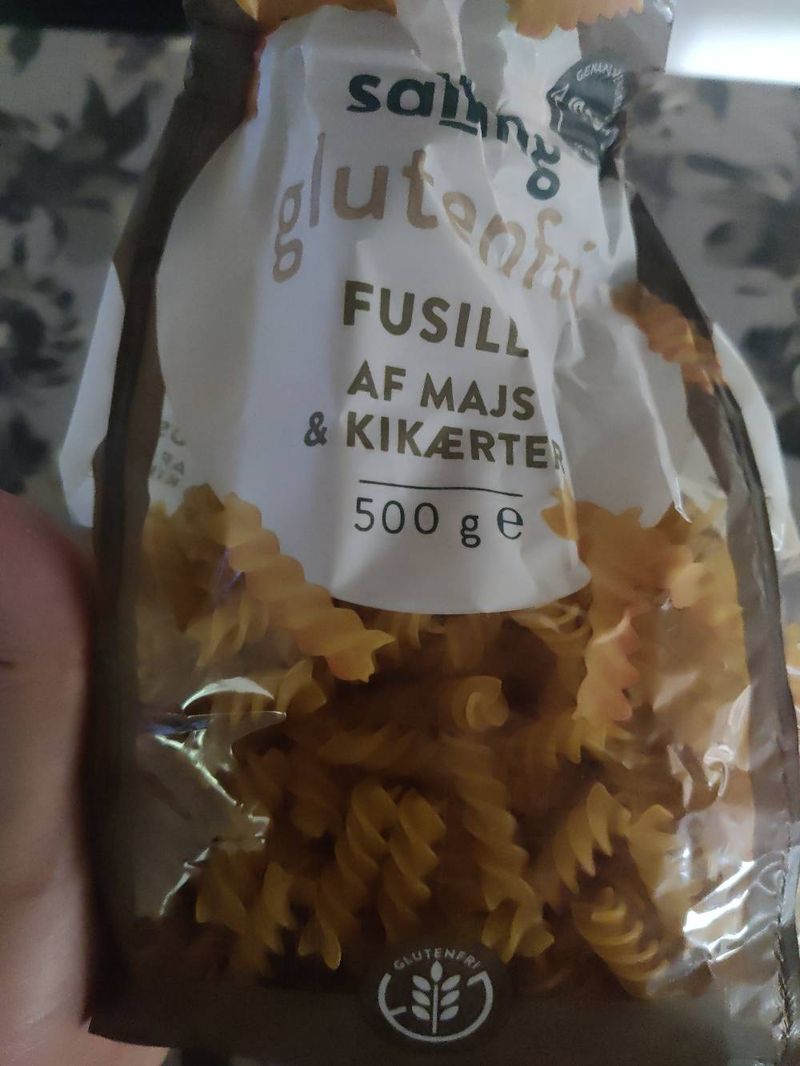 salling
glutenfri
FUSILL
AF MAJS
& KIKÆRTER
500 g e
GLUTENFRI